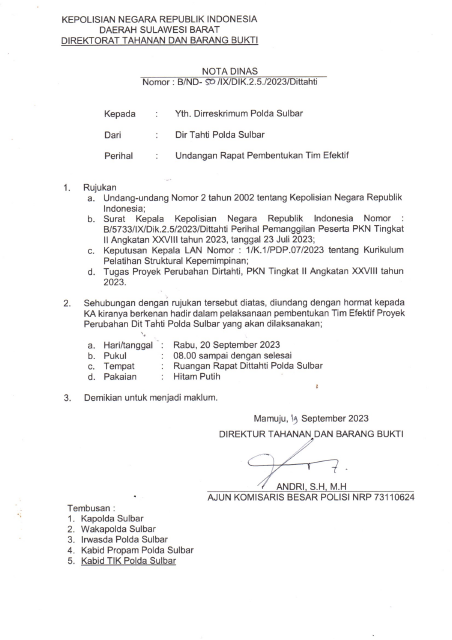 KEPOLISIAN NEGARA REPUBLIK INDONESIA
DAERAH SULAWESI BARAT
DIREKTORAT TAHANAN DAN BARANG BUKTI
NOTA DINAS
Nomor : B/ND- 50 /IX/DIK.2.5./2023/Dittahti
Kepada : Yth. Dirreskrimum Polda Sulbar
Dari : Dir Tahti Polda Sulbar
Perihal : Undangan Rapat Pembentukan Tim Efektif
1. Rujukan
a. Undang-undang Nomor 2 tahun 2002 tentang Kepolisian Negara Republik
Indonesia;
b. Surat Kepala Kepolisian Negara Republik Indonesia Nomor :
B/5733/IX/Dik.2.5/2023/Dittahti Perihal Pemanggilan Peserta PKN Tingkat
II Angkatan XXVIII tahun 2023, tanggal 23 Juli 2023;
c. Keputusan Kepala LAN Nomor : 1/K.1/PDP.07/2023 tentang Kurikulum
Pelatihan Struktural Kepemimpinan;
d. Tugas Proyek Perubahan Dirtahti, PKN Tingkat II Angkatan XXVIII tahun
2023.
2. Sehubungan dengan rujukan tersebut diatas, diundang dengan hormat kepada
KA kiranya berkenan hadir dalam pelaksanaan pembentukan Tim Efektif Proyek
Perubahan Dit Tahti Polda Sulbar yang akan dilaksanakan;
a. Hari/tanggal : Rabu, 20 September 2023
b. Pukul : 08.00 sampai dengan selesai
c. Tempat : Ruangan Rapat Dittahti Polda Sulbar
d. Pakaian : Hitam Putih
3. Demikian untuk menjadi maklum.
Mamuju, 19 September 2023
DIREKTUR TAHANAN DAN BARANG BUKTI
ANDRI, S.H, M.H
AJUN KOMISARIS BESAR POLISI NRP 73110624
Tembusan :
1. Kapolda Sulbar
2. Wakapolda Sulbar
3. Irwasda Polda Sulbar
4. Kabid Propam Polda Sulbar
5. Kabid TIK Polda Sulbar